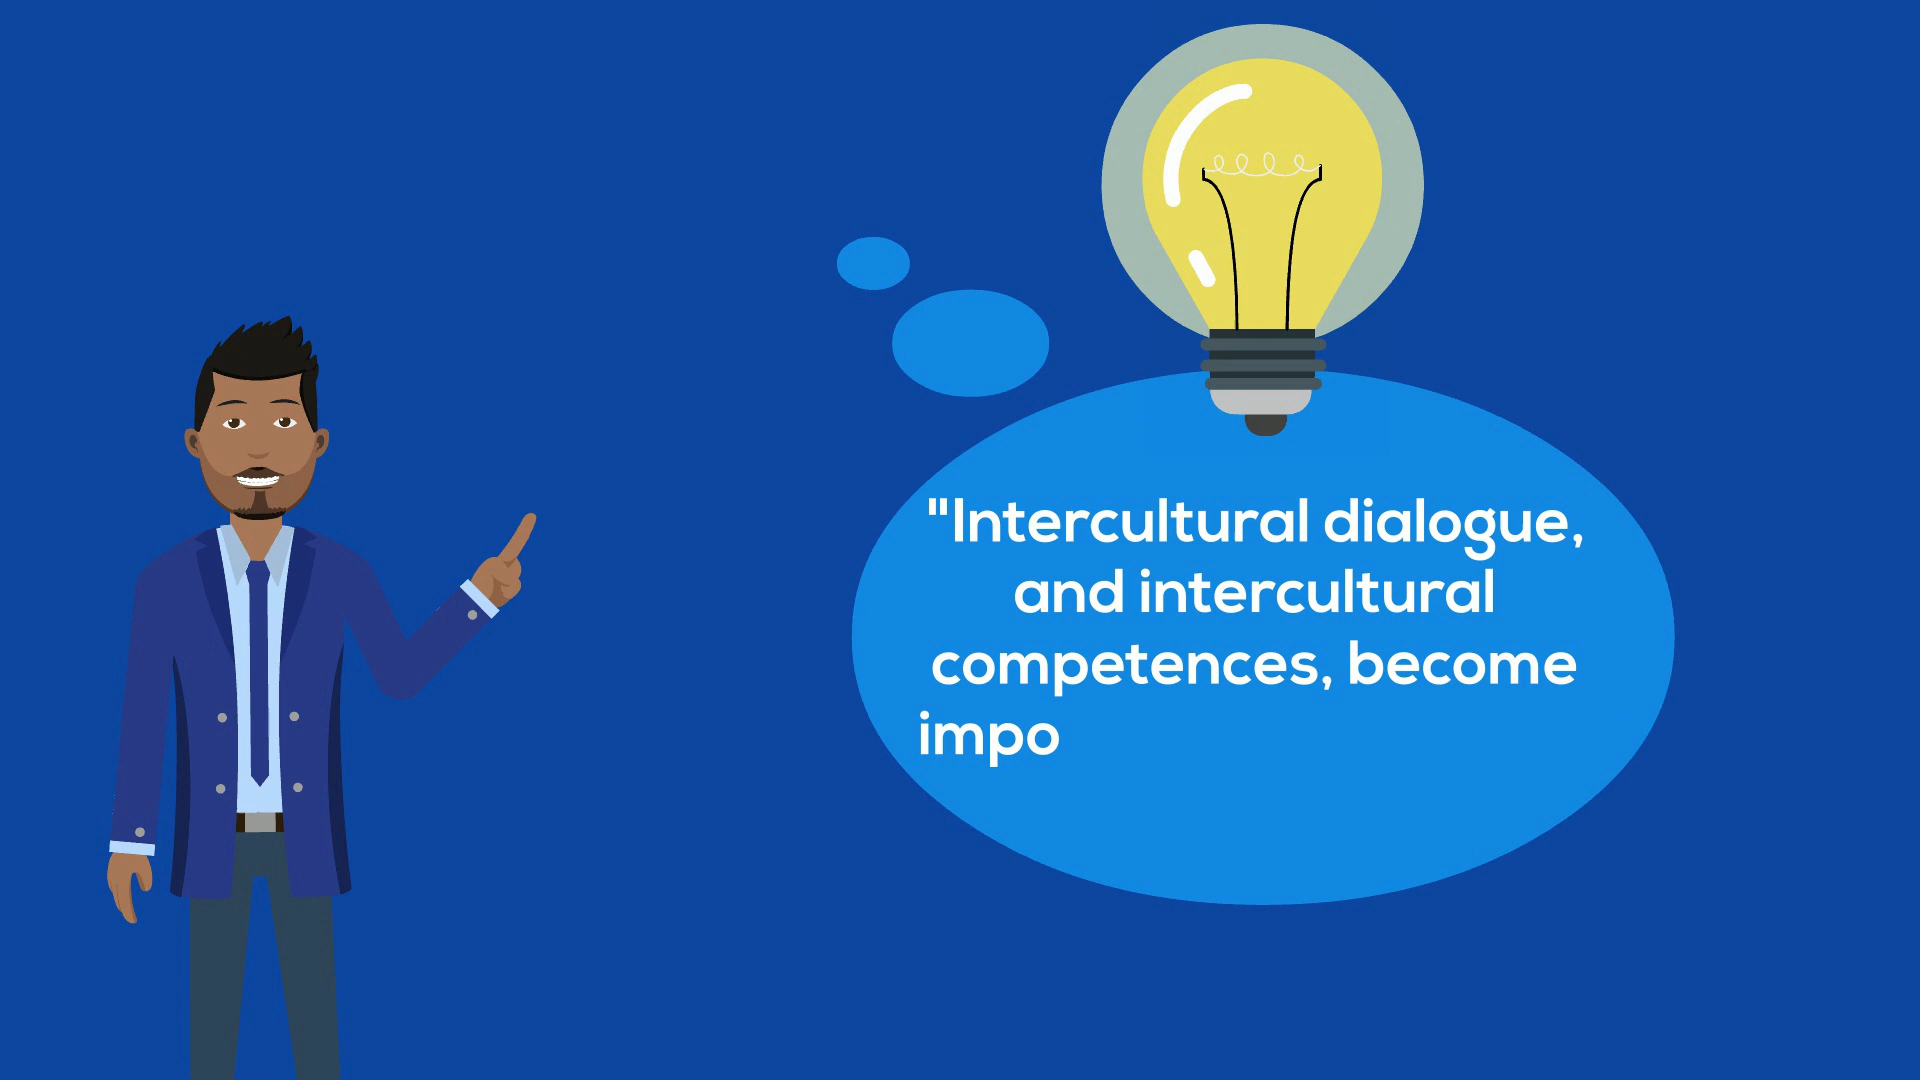 "Intercultural dialogue,
and intercultural
competences, become
impo